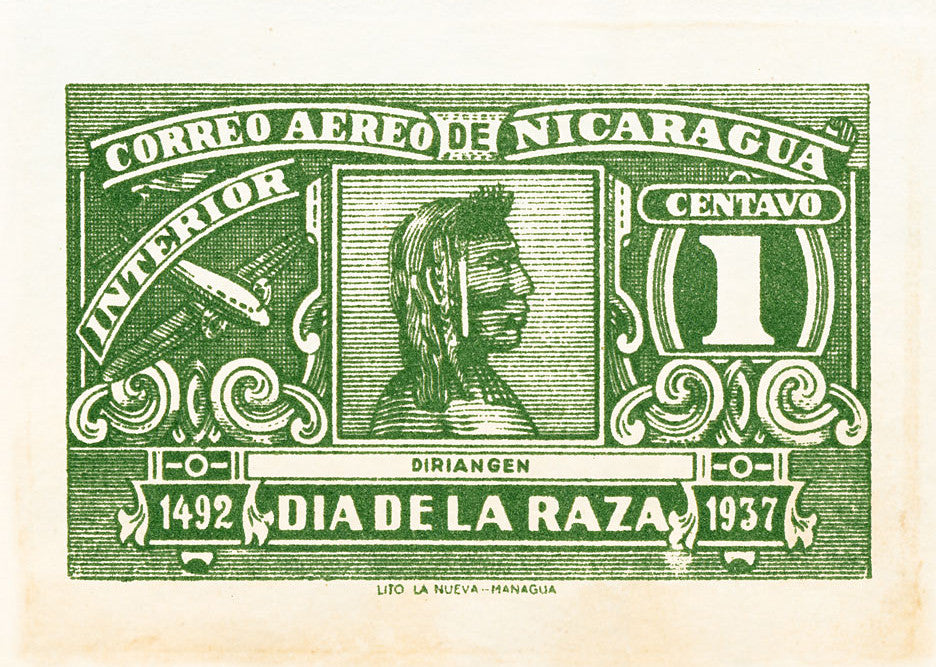 CORREO AEREO DE NICARAGUA
INTERIOR
CENTAVO
1
DIRIANGEN
1492 DIA DE LA RAZA 1937
LITO LA NUEVA--MANAGUA